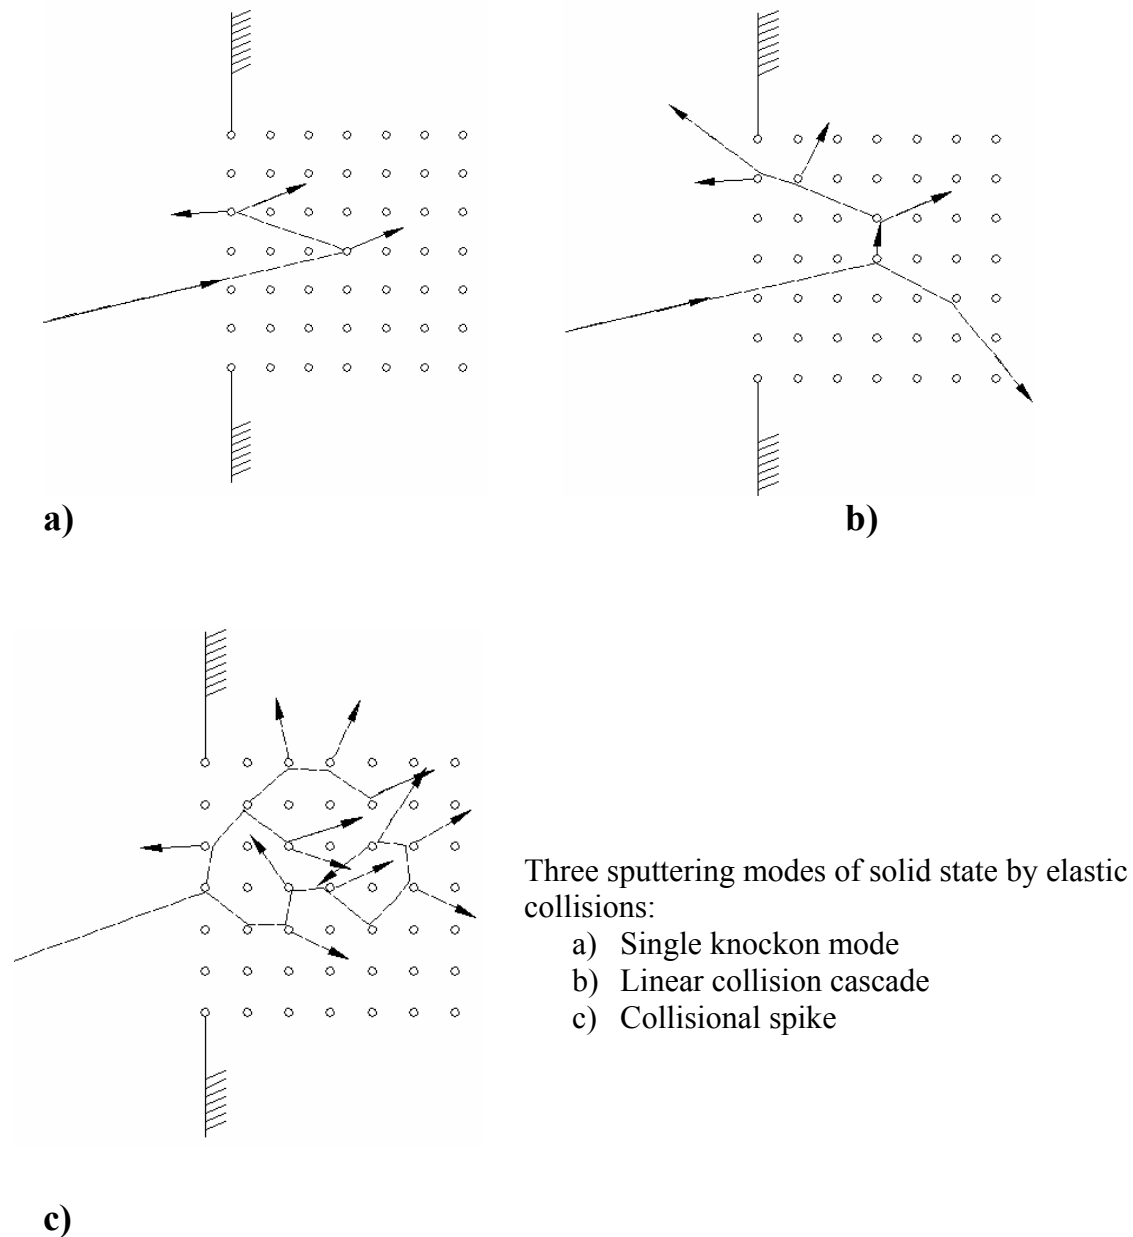 a)
b)
Three sputtering modes of solid state by elastic
collisions:
a) Single knockon mode
b) Linear collision cascade
c) Collisional spike
c)